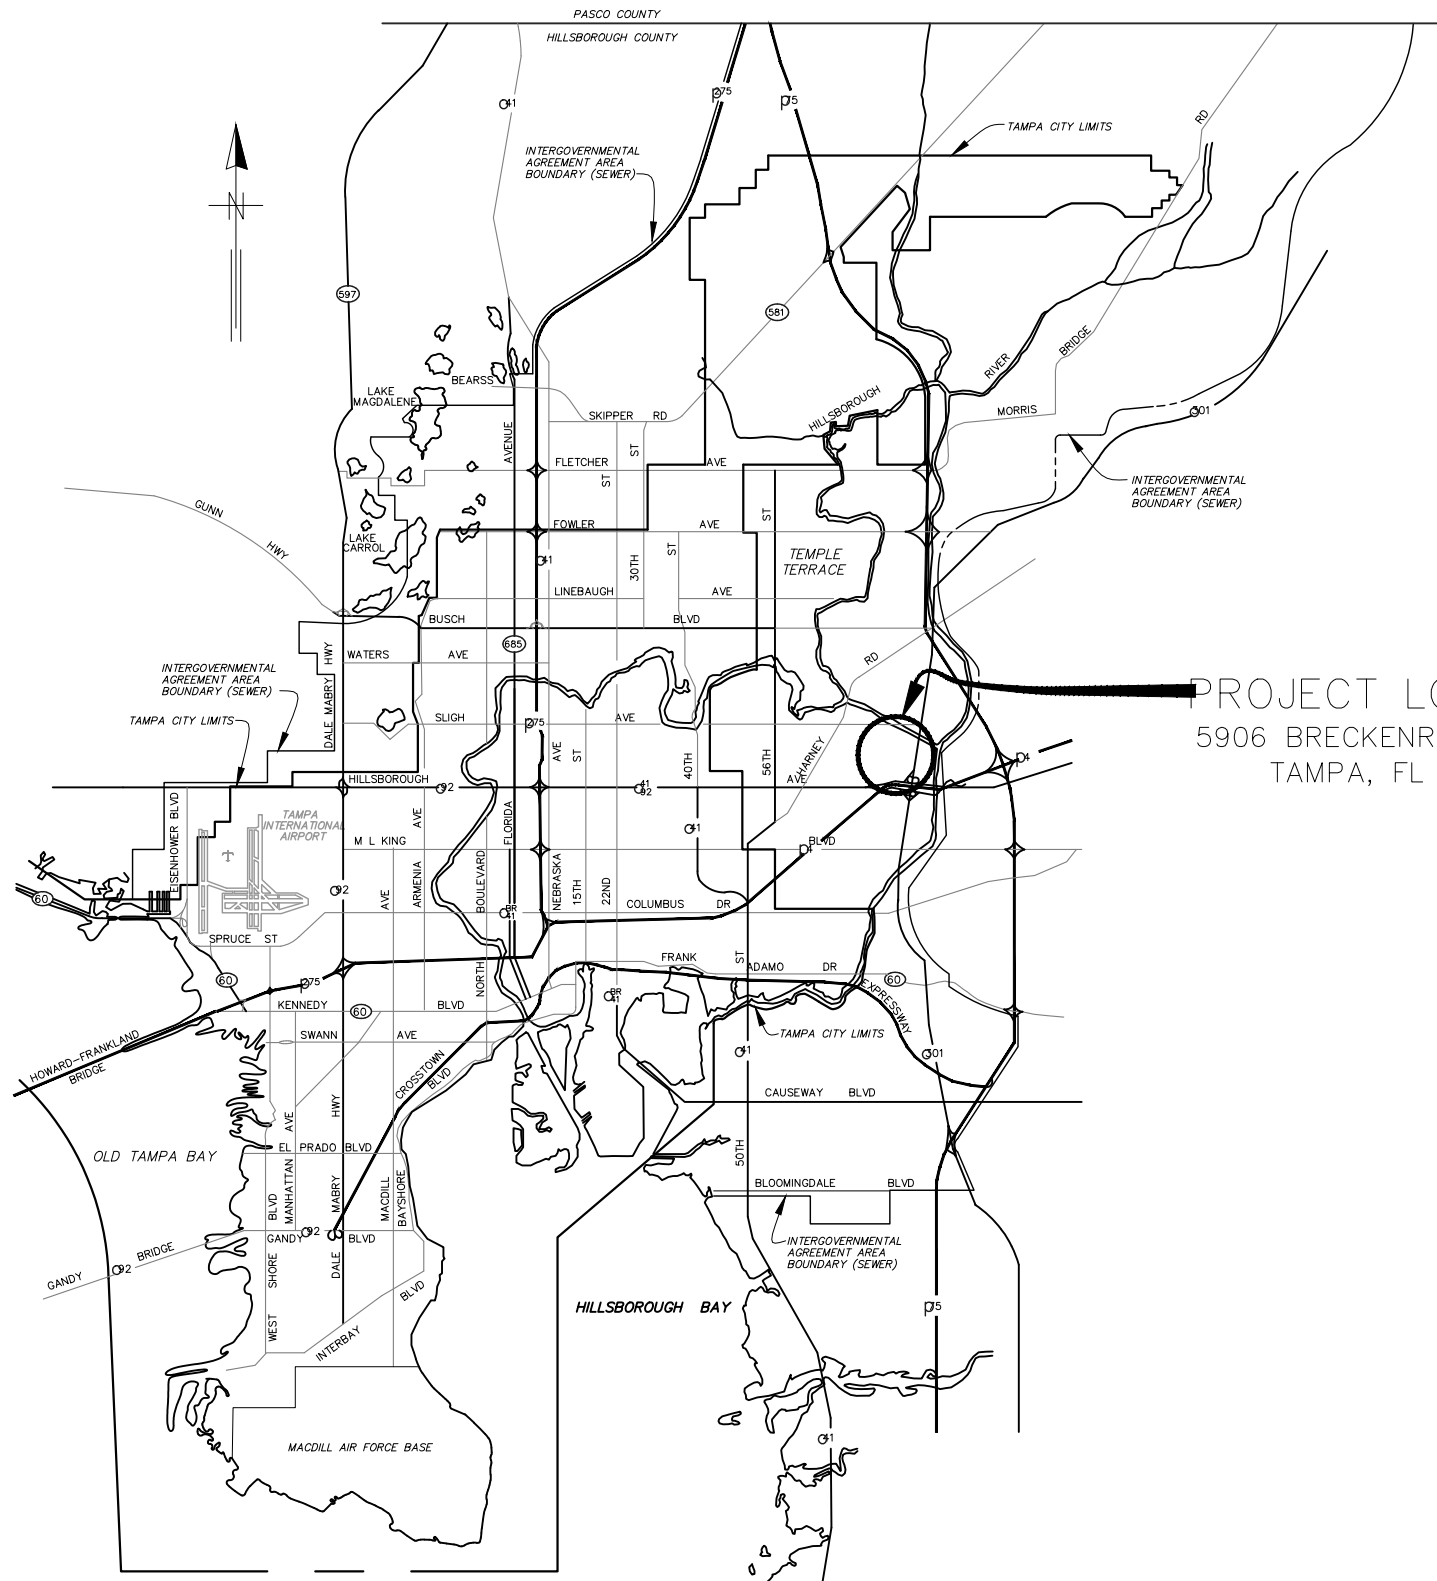 PASCO COUNTY
HILLSBOROUGH COUNTY
41
275
75
TAMPA CITY LIMITS
RD
INTERGOVERNMENTAL
AGREEMENT AREA
BOUNDARY (SEWER)
N
597
581
BRIDGE
RIVER
BEARSS
LAKE
MAGDALENE
HILLSBOROUGH
SKIPPER RD
MORRIS
301
AVENUE
ST
FLETCHER AVE
ST
INTERGOVERNMENTAL
AGREEMENT AREA
BOUNDARY (SEWER)
GUNN
HWY
LAKE
CARROL
FOWLER AVE
ST
ST
41
30TH
TEMPLE
TERRACE
LINEBAUGH AVE
BUSCH BLVD
685
HWY
WATERS AVE
RD
INTERGOVERNMENTAL
AGREEMENT AREA
BOUNDARY (SEWER)
TAMPA CITY LIMITS
DALE MABRY
SLIGH AVE
275
PROJECT LO
5906 BRECKENR
TAMPA, FL
AVE
ST
40TH
56TH
HARNEY
4
HILLSBOROUGH AVE
92
41
92
EISENHOWER BLVD
TAMPA
INTERNATIONAL
AIRPORT
AVE
FLORIDA
41
M L KING BLVD
4
60
92
AVE
ARMENIA
BOULEVARD
NEBRASKA
15TH
22ND
BR
41
COLUMBUS DR
SPRUCE ST
60
275
NORTH
FRANK
ADAMO DR
ST
60
EXPRESSWAY
BR
41
KENNEDY BLVD
60
SWANN AVE
TAMPA CITY LIMITS
HOWARD-FRANKLAND
BRIDGE
CROSSTOWN
BLVD
41
301
AVE
HWY
CAUSEWAY BLVD
OLD TAMPA BAY
EL PRADO BLVD
50TH
BLOOMINGDALE BLVD
BLVD
MANHATTAN
MABRY
MACDILL
BAYSHORE
GANDY BLVD
92
GANDY
BRIDGE
92
SHORE
DALE
BLVD
INTERGOVERNMENTAL
AGREEMENT AREA
BOUNDARY (SEWER)
WEST
INTERBAY
HILLSBOROUGH BAY
75
MACDILL AIR FORCE BASE
41